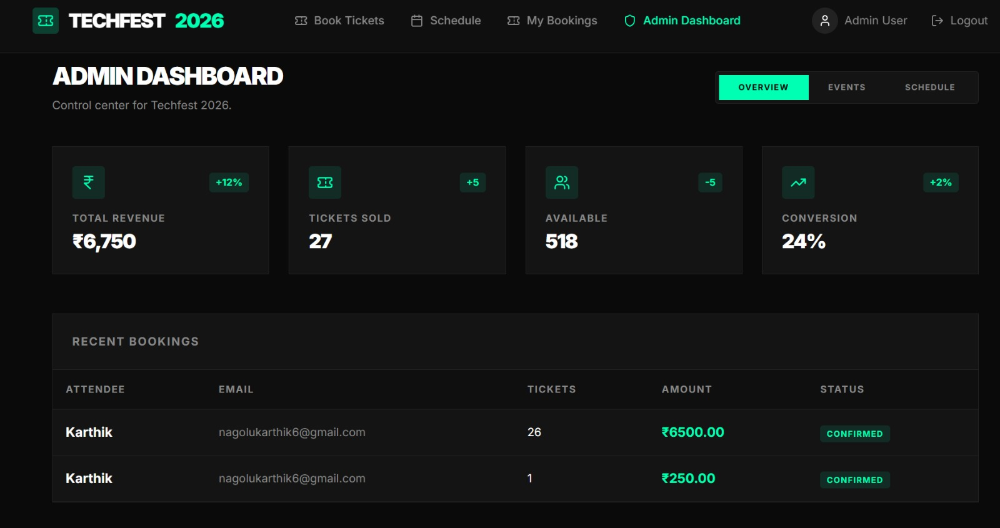 TECHFEST 2026 Book Tickets Schedule My Bookings Admin Dashboard Admin User Logout
ADMIN DASHBOARD
Control center for Techfest 2026.
OVERVIEW EVENTS SCHEDULE
+12%
TOTAL REVENUE
₹6,750
+5
TICKETS SOLD
27
-5
AVAILABLE
518
+2%
CONVERSION
24%
RECENT BOOKINGS
ATTENDEE EMAIL TICKETS AMOUNT STATUS
Karthik nagolukarthik6@gmail.com 26 ₹6500.00 CONFIRMED
Karthik nagolukarthik6@gmail.com 1 ₹250.00 CONFIRMED